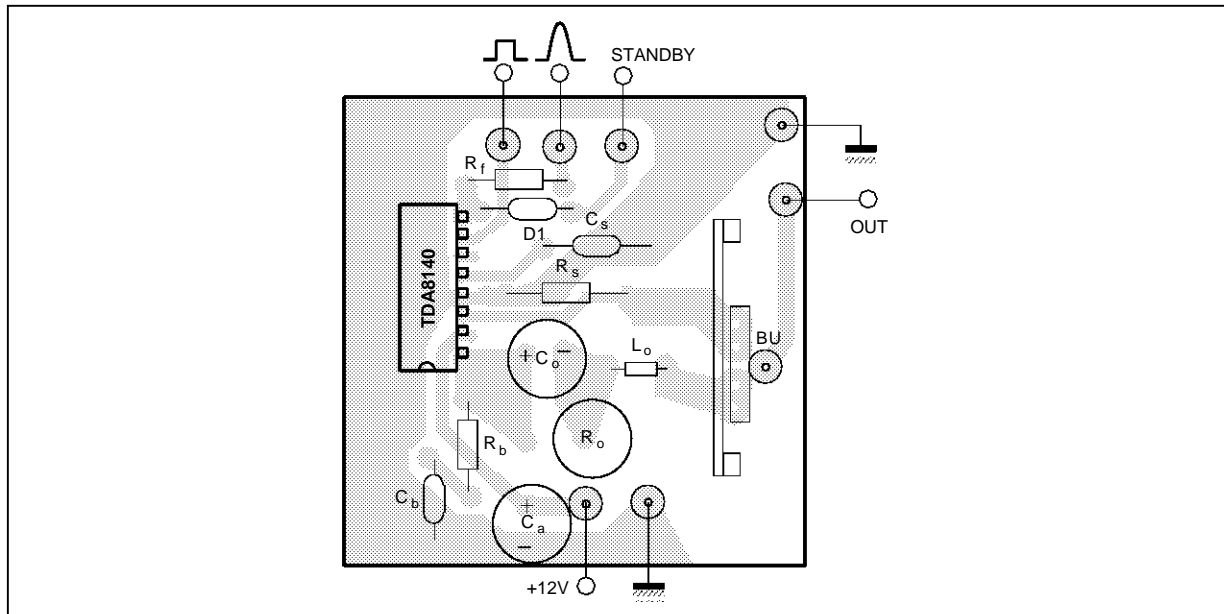 STANDBY
Rf
D1
Cs
OUT
Rs
TDA8140
BU
+ Co −
Lo
Ro
Rb
Cb
+
Ca
−
+12V